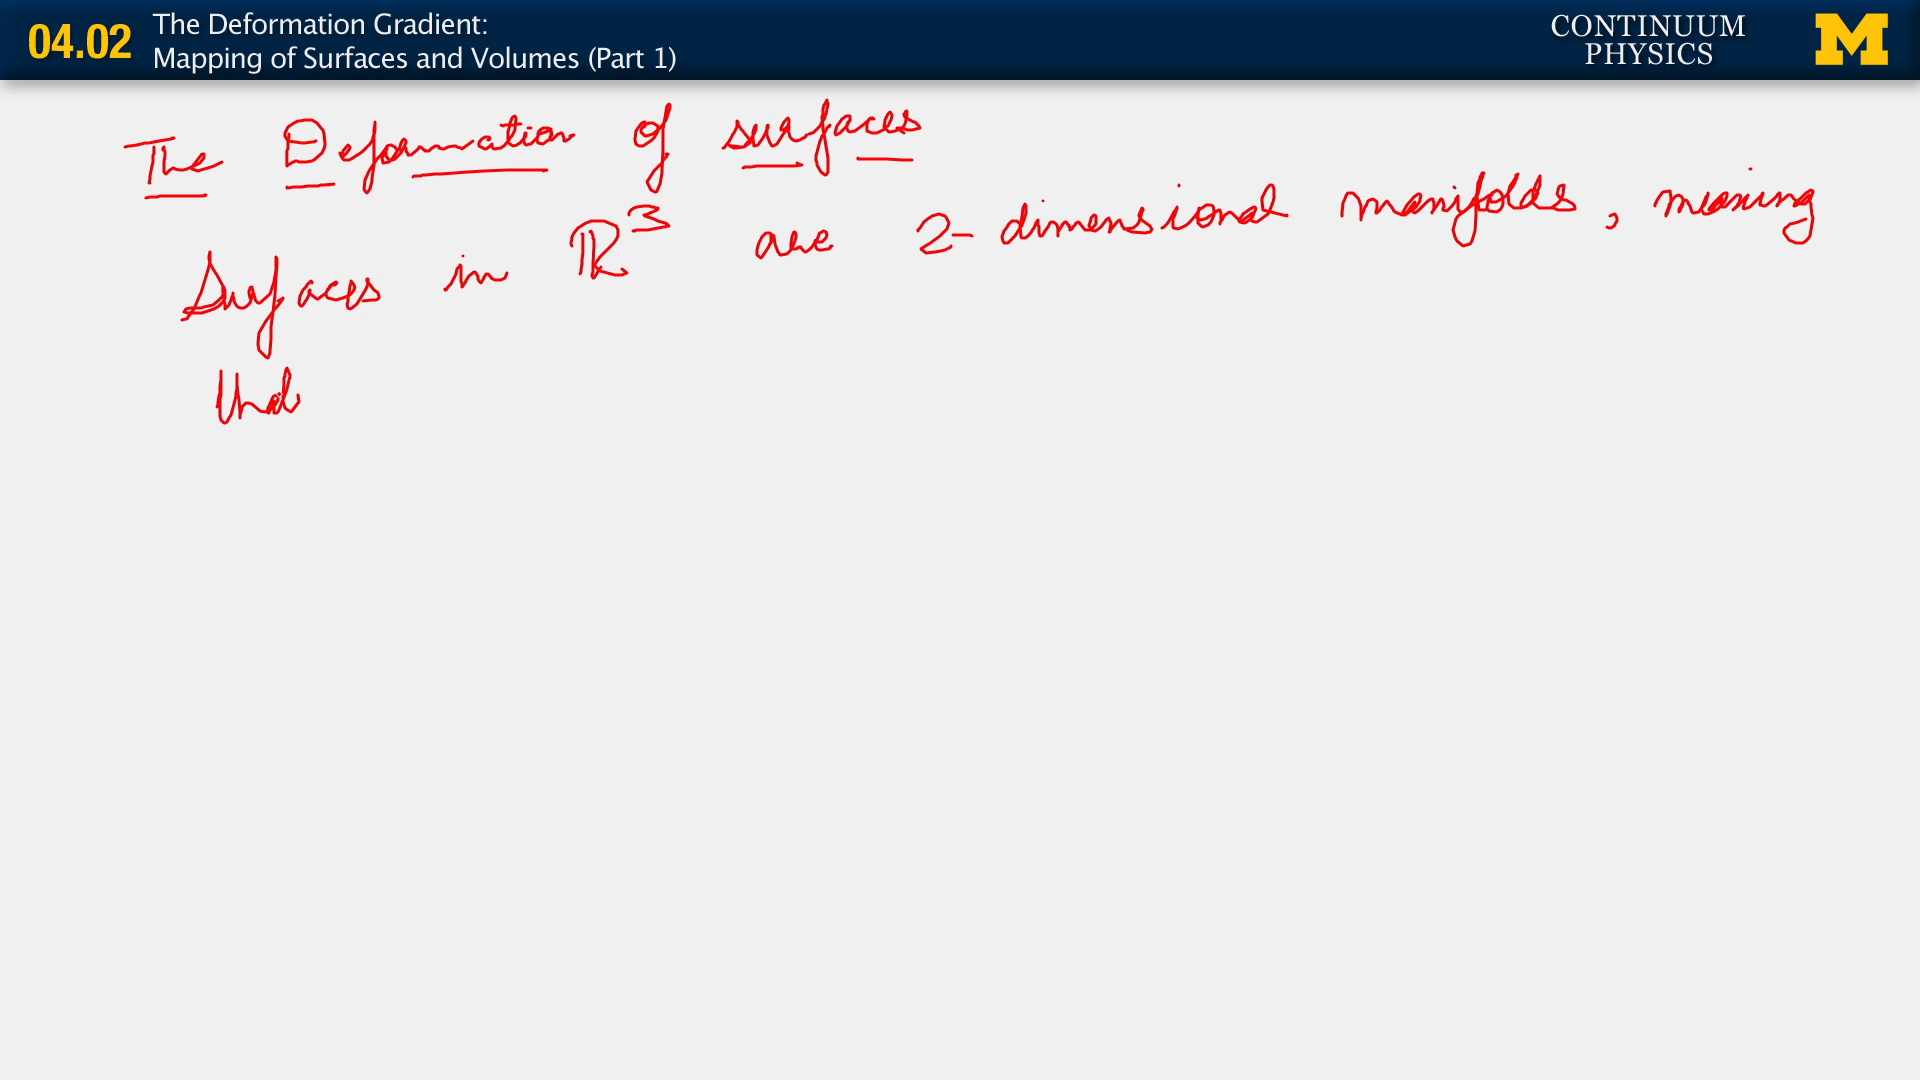 04.02
The Deformation Gradient:
Mapping of Surfaces and Volumes (Part 1)
CONTINUUM
PHYSICS
M
The Deformation of surfaces
Surfaces in ℝ³ are 2-dimensional manifolds, meaning
that